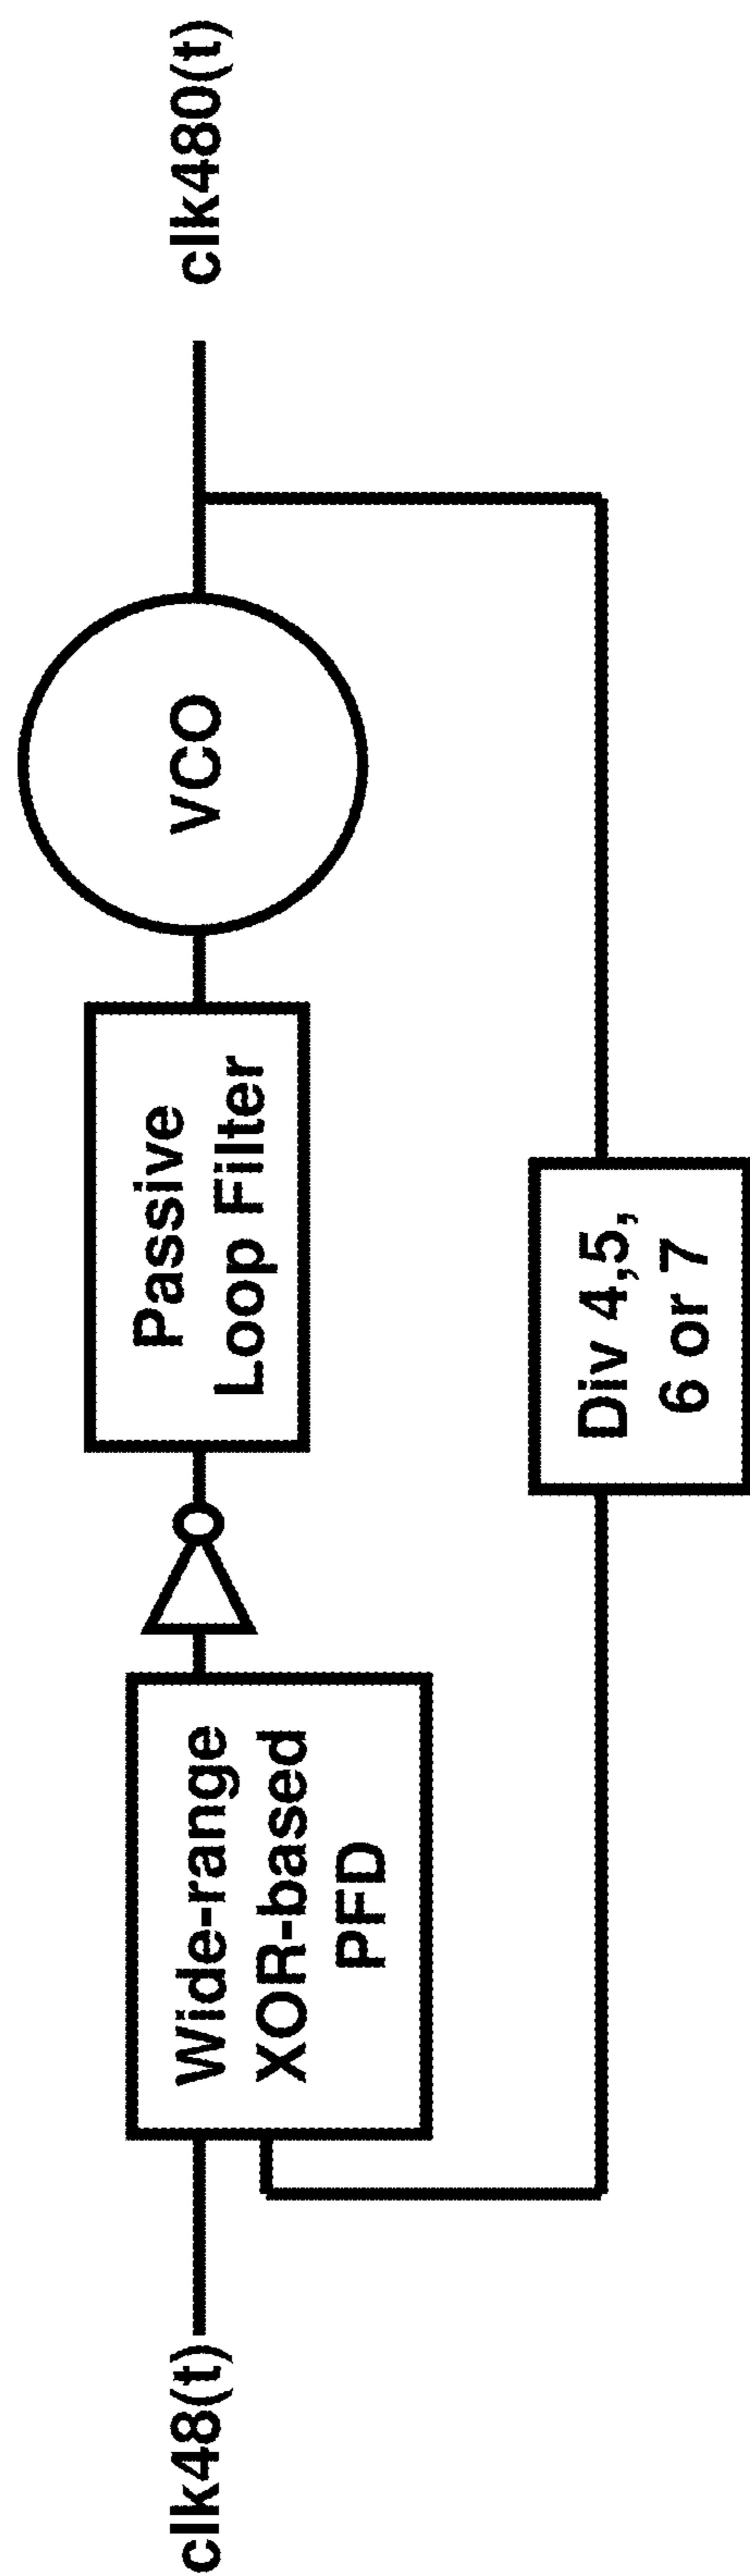 clk48(t)
Wide-range
XOR-based
PFD
Passive
Loop Filter
VCO
clk480(t)
Div 4,5,
6 or 7